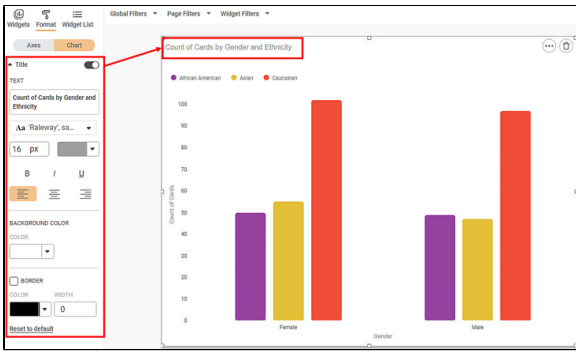 Widgets Format Widget List
Global Filters Page Filters Widget Filters
Axes Chart
Title
TEXT
Count of Cards by Gender and
Ethnicity
Aa 'Raleway', sa...
16 px
B I U
BACKGROUND COLOR
COLOR
BORDER
COLOR WIDTH
0
Reset to default
Count of Cards by Gender and Ethnicity
African American Asian Caucasian
Count of Cards
100
90
80
70
60
50
40
30
20
10
0
Female Male
Gender